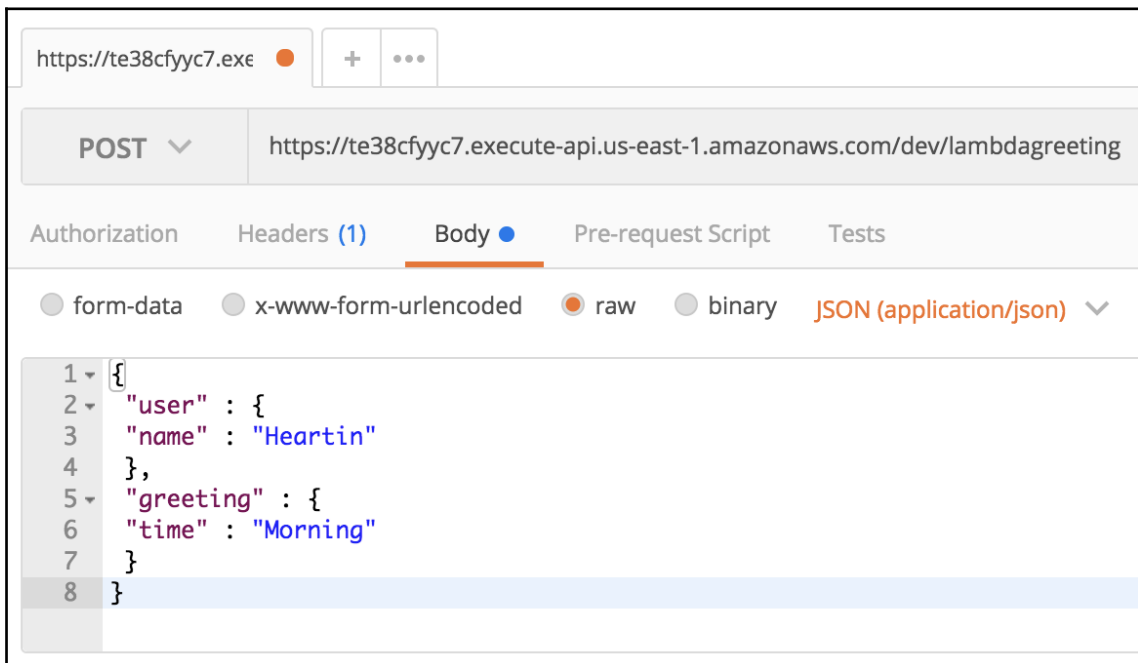 https://te38cfyyc7.exe + •••
POST https://te38cfyyc7.execute-api.us-east-1.amazonaws.com/dev/lambdagreeting
Authorization Headers (1) Body Pre-request Script Tests
form-data x-www-form-urlencoded raw binary JSON (application/json)
1 {
2 "user" : {
3 "name" : "Heartin"
4 },
5 "greeting" : {
6 "time" : "Morning"
7 }
8 }